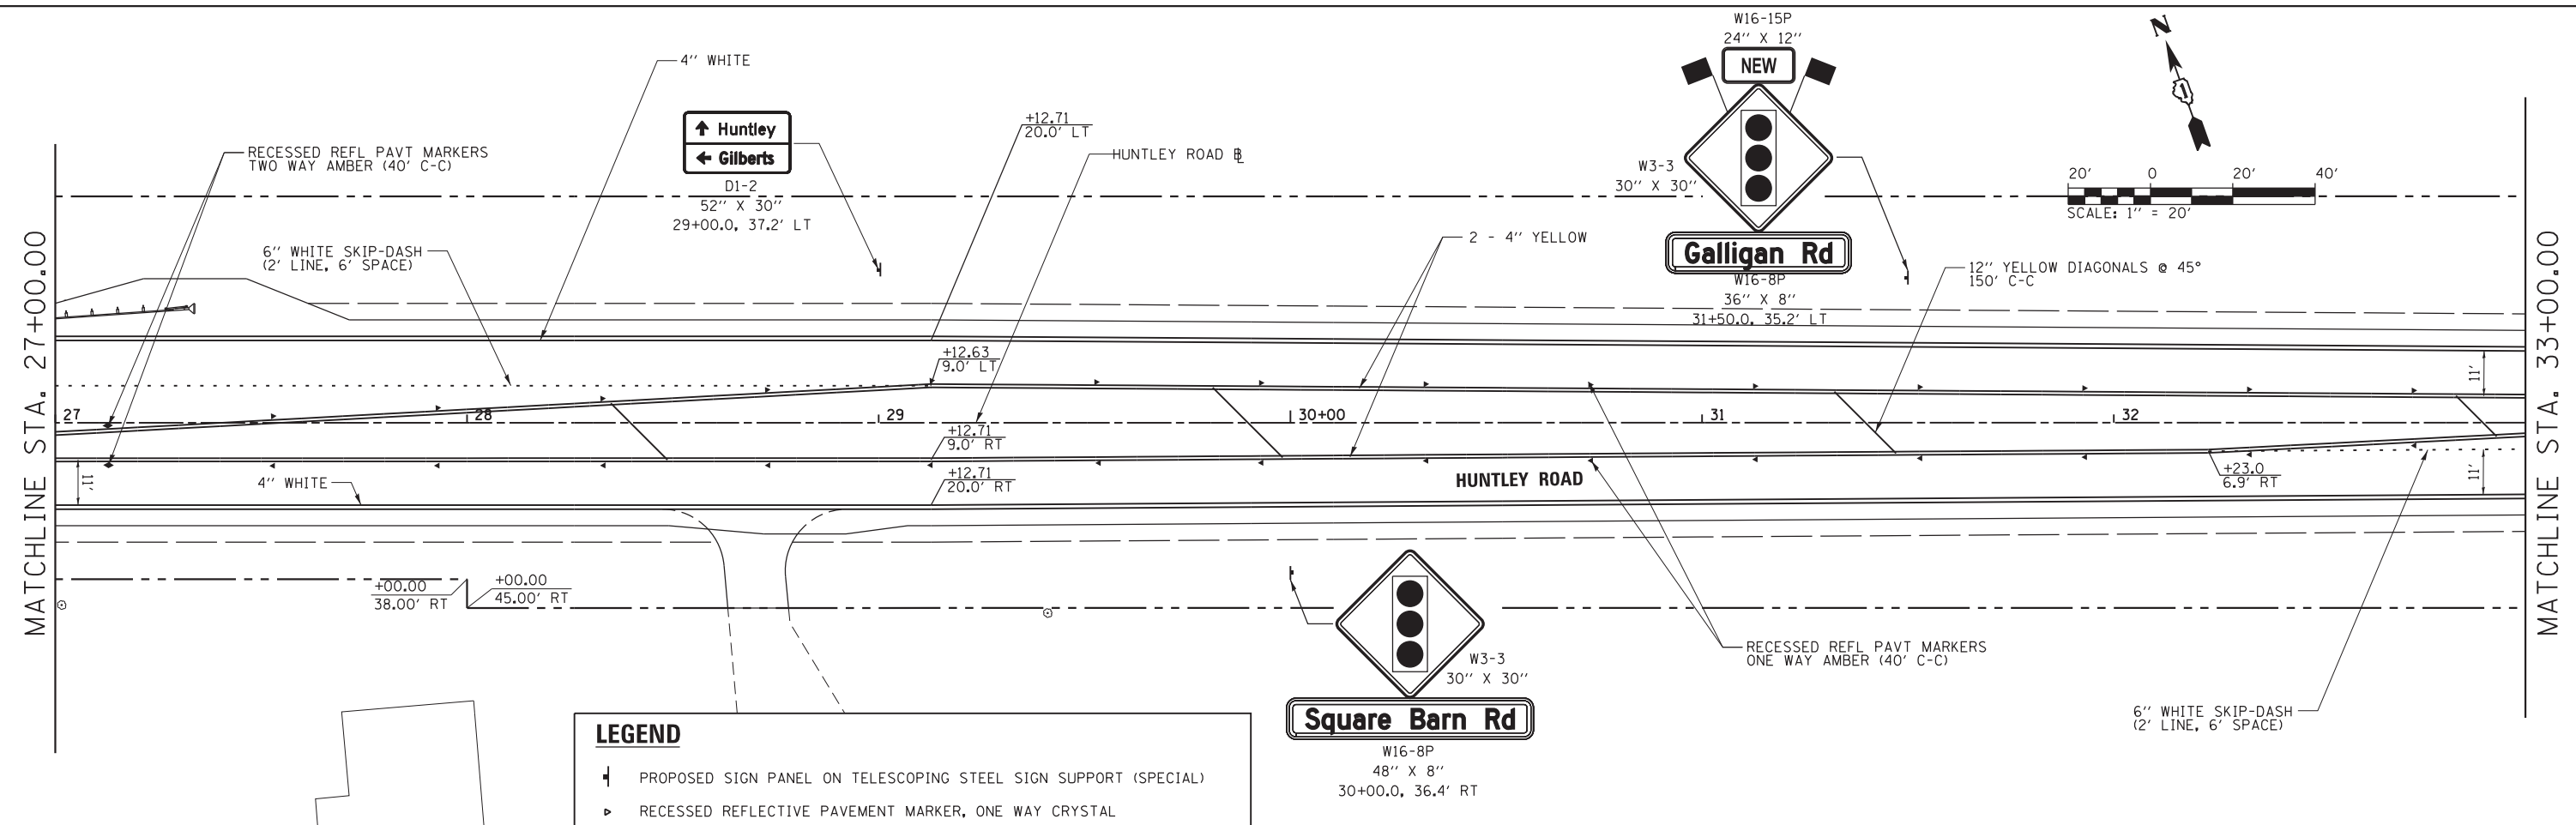 W16-15P
24'' X 12''
NEW
N
4'' WHITE
Huntley
Gilberts
D1-2
52'' X 30''
29+00.0, 37.2' LT
+12.71
20.0' LT
HUNTLEY ROAD BL
RECESSED REFL PAVT MARKERS
TWO WAY AMBER (40' C-C)
W3-3
30'' X 30''
20' 0 20' 40'
SCALE: 1'' = 20'
6'' WHITE SKIP-DASH
(2' LINE, 6' SPACE)
2 - 4'' YELLOW
Galligan Rd
W16-8P
36'' X 8''
31+50.0, 35.2' LT
12'' YELLOW DIAGONALS @ 45°
150' C-C
MATCHLINE STA. 27+00.00
MATCHLINE STA. 33+00.00
+12.63
9.0' LT
11'
27 28 29 30+00 31 32
+12.71
9.0' RT
+12.71
20.0' RT
4'' WHITE
11'
HUNTLEY ROAD
+23.0
6.9' RT
11'
+00.00
38.00' RT
+00.00
45.00' RT
W3-3
30'' X 30''
Square Barn Rd
W16-8P
48'' X 8''
30+00.0, 36.4' RT
RECESSED REFL PAVT MARKERS
ONE WAY AMBER (40' C-C)
6'' WHITE SKIP-DASH
(2' LINE, 6' SPACE)
LEGEND
PROPOSED SIGN PANEL ON TELESCOPING STEEL SIGN SUPPORT (SPECIAL)
RECESSED REFLECTIVE PAVEMENT MARKER, ONE WAY CRYSTAL